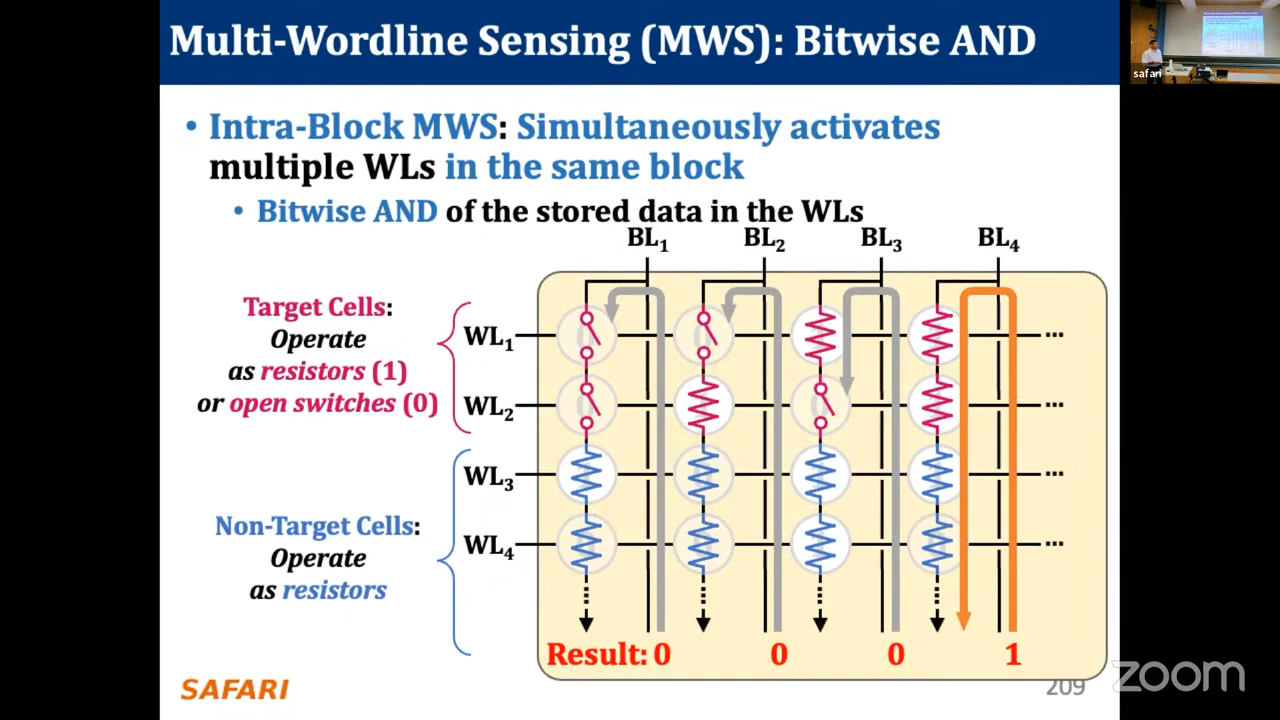 Multi-Wordline Sensing (MWS): Bitwise AND
safari
• Intra-Block MWS: Simultaneously activates
multiple WLs in the same block
• Bitwise AND of the stored data in the WLs
BL1 BL2 BL3 BL4
Target Cells:
Operate
as resistors (1)
or open switches (0)
WL1 ...
WL2 ...
WL3 ...
WL4 ...
Non-Target Cells:
Operate
as resistors
Result: 0 0 0 1
SAFARI
209
zoom